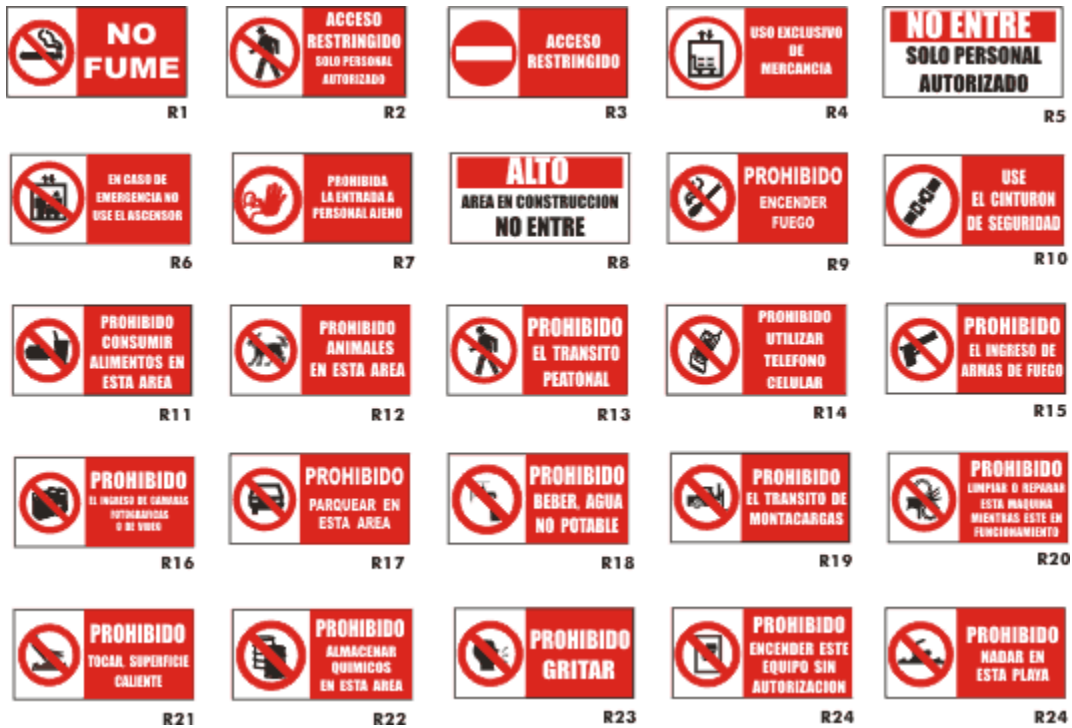 NO
FUME
R1
ACCESO
RESTRINGIDO
SOLO PERSONAL
AUTORIZADO
R2
ACCESO
RESTRINGIDO
R3
USO EXCLUSIVO
DE
MERCANCIA
R4
NO ENTRE
SOLO PERSONAL
AUTORIZADO
R5
EN CASO DE
EMERGENCIA NO
USE EL ASCENSOR
R6
PROHIBIDA
LA ENTRADA A
PERSONAL AJENO
R7
ALTO
AREA EN CONSTRUCCION
NO ENTRE
R8
PROHIBIDO
ENCENDER
FUEGO
R9
USE
EL CINTURON
DE SEGURIDAD
R10
PROHIBIDO
CONSUMIR
ALIMENTOS EN
ESTA AREA
R11
PROHIBIDO
ANIMALES
EN ESTA AREA
R12
PROHIBIDO
EL TRANSITO
PEATONAL
R13
PROHIBIDO
UTILIZAR
TELEFONO
CELULAR
R14
PROHIBIDO
EL INGRESO DE
ARMAS DE FUEGO
R15
PROHIBIDO
EL INGRESO DE CAMARAS
FOTOGRAFICAS
O DE VIDEO
R16
PROHIBIDO
PARQUEAR EN
ESTA AREA
R17
PROHIBIDO
BEBER, AGUA
NO POTABLE
R18
PROHIBIDO
EL TRANSITO DE
MONTACARGAS
R19
PROHIBIDO
LIMPIAR O REPARAR
ESTA MAQUINA
MIENTRAS ESTE EN
FUNCIONAMIENTO
R20
PROHIBIDO
TOCAR, SUPERFICIE
CALIENTE
R21
PROHIBIDO
ALMACENAR
QUIMICOS
EN ESTA AREA
R22
PROHIBIDO
GRITAR
R23
PROHIBIDO
ENCENDER ESTE
EQUIPO SIN
AUTORIZACION
R24
PROHIBIDO
NADAR EN
ESTA PLAYA
R24